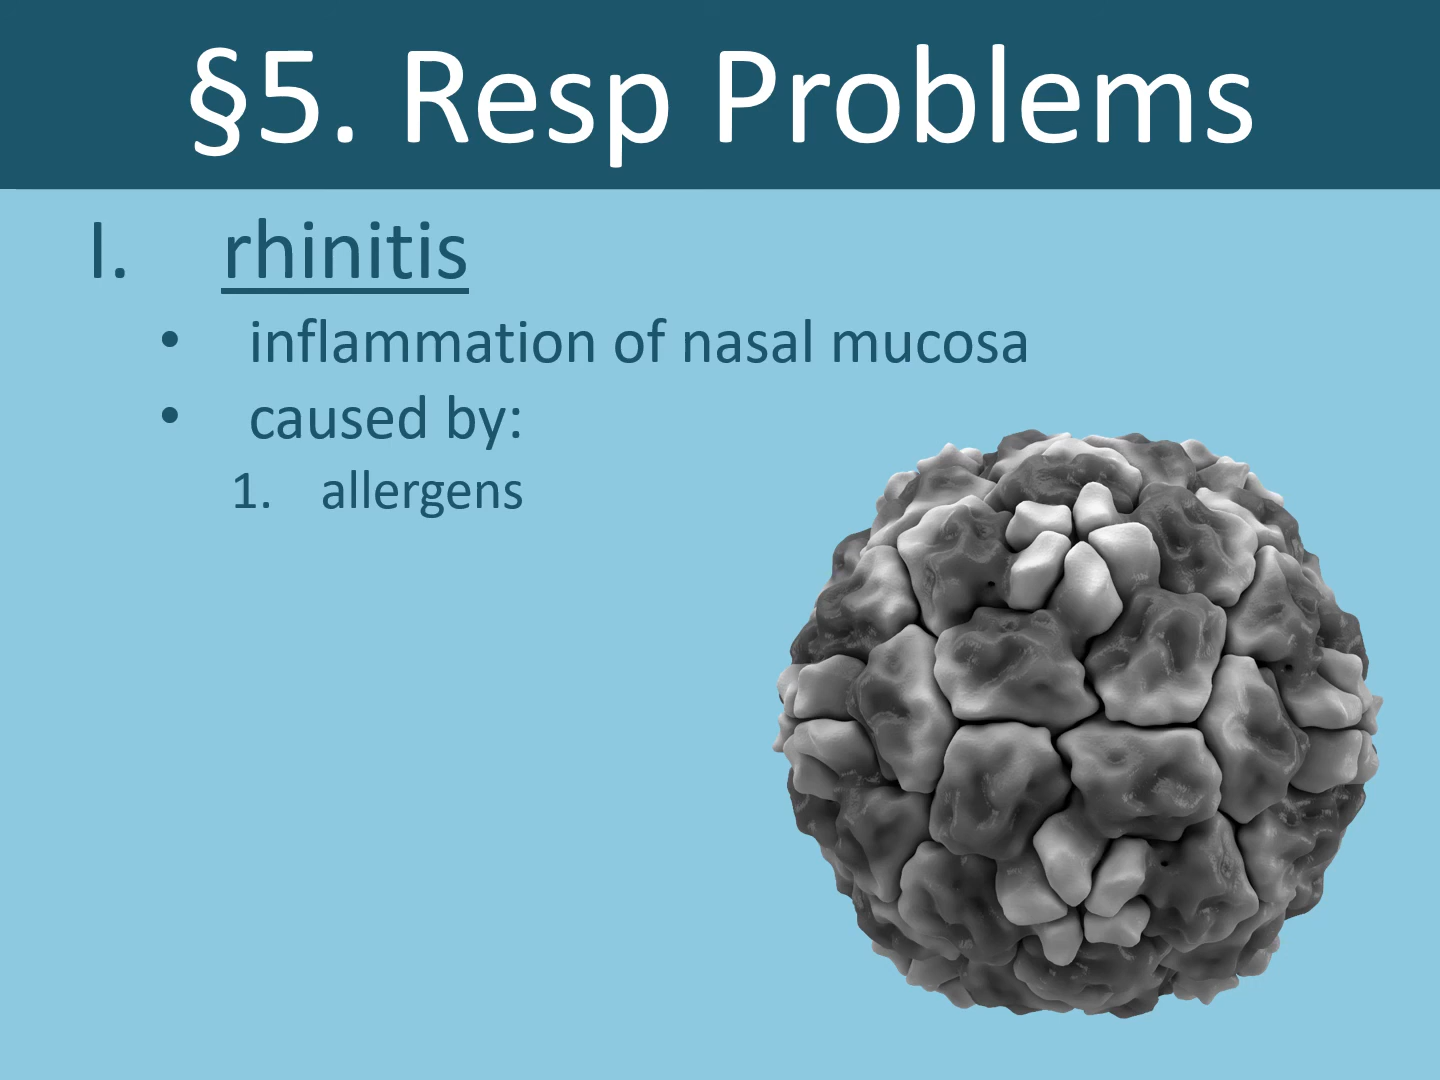 §5. Resp Problems
I. rhinitis
• inflammation of nasal mucosa
• caused by:
1. allergens